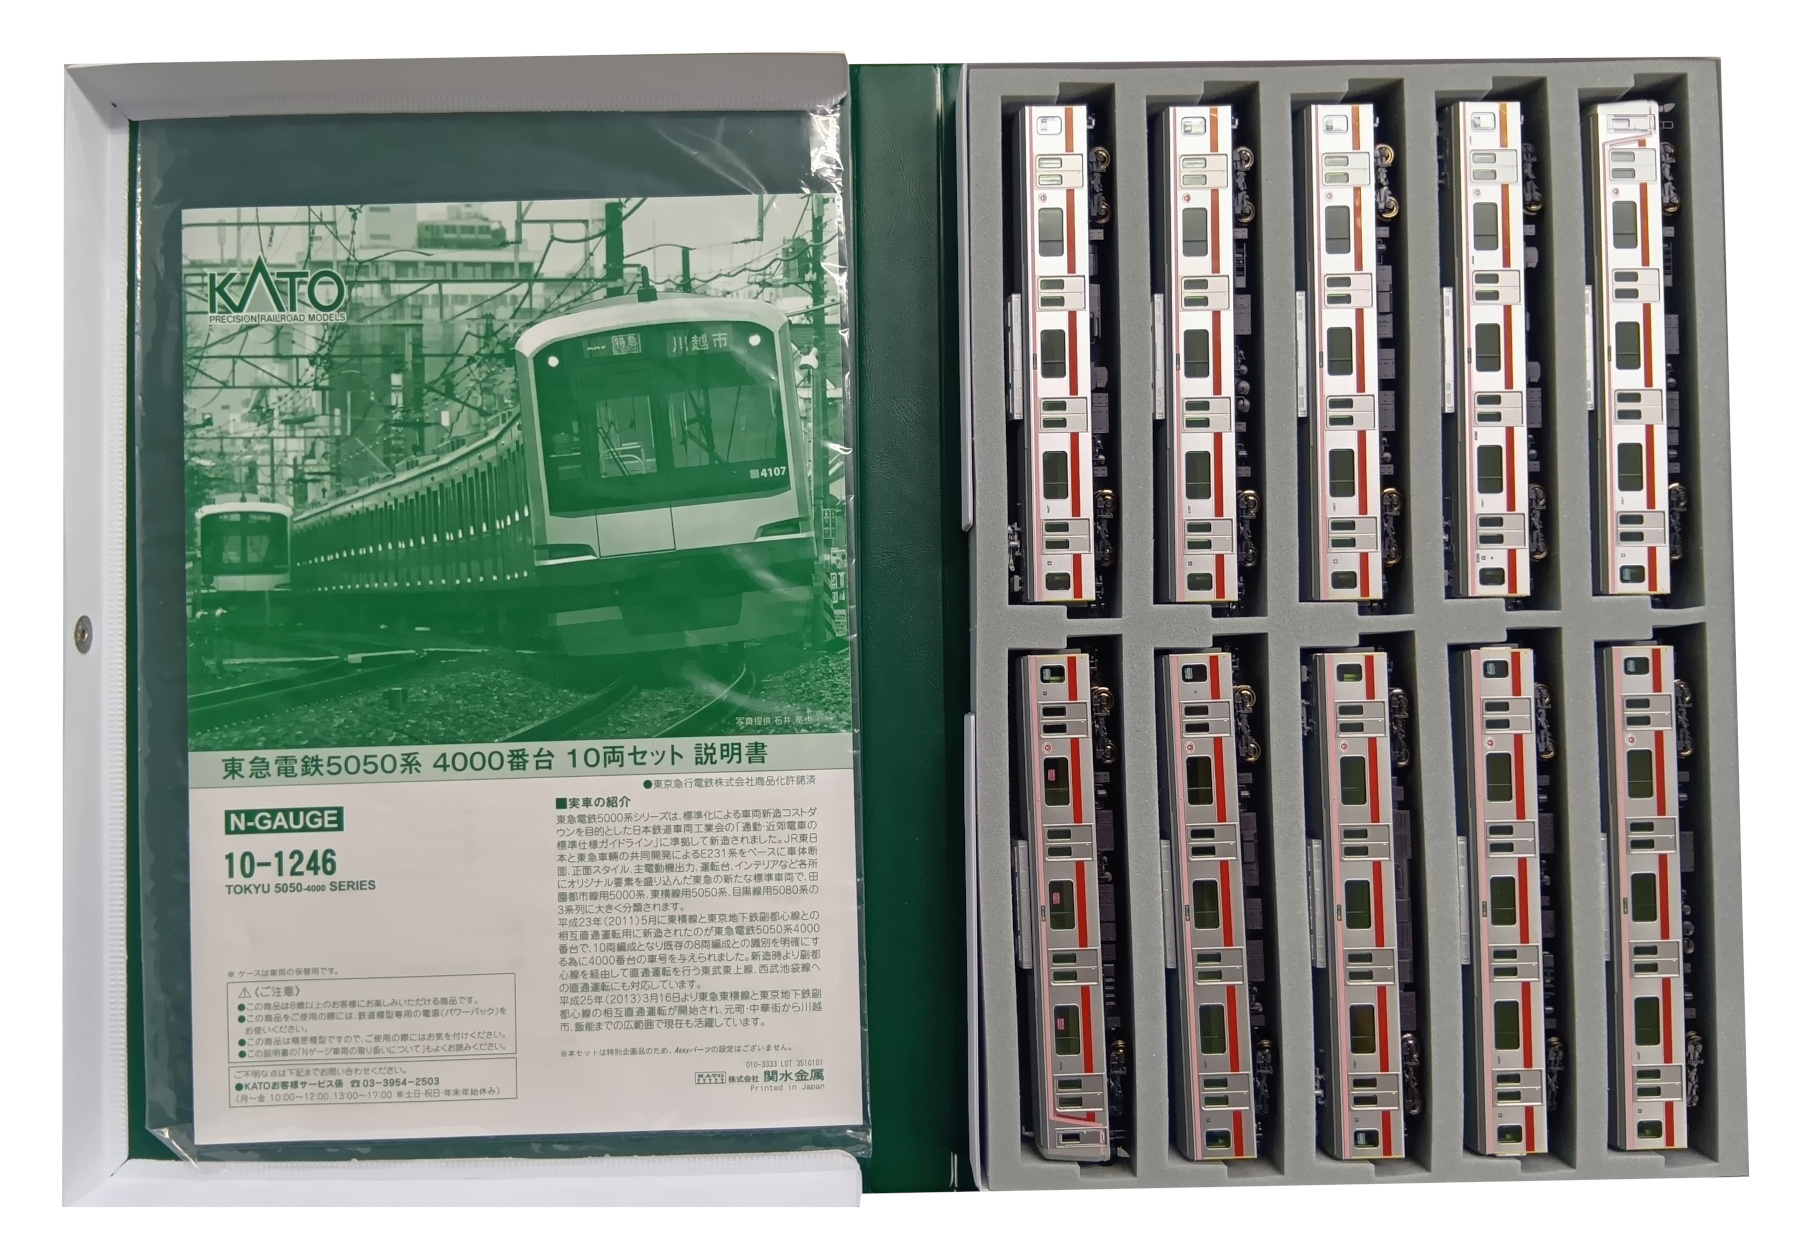 KATO
PRECISION RAILROAD MODELS
特急
川越市
4107
写真提供:石井 竜也
東急電鉄5050系 4000番台 10両セット 説明書
●東京急行電鉄株式会社商品化許諾済
N-GAUGE
10-1246
TOKYU 5050-4000 SERIES
■実車の紹介
東急電鉄5000系シリーズは、標準化による車両新造コストダ
ウンを目的とした日本鉄道車両工業会の「通勤・近郊電車の
標準仕様ガイドライン」に準拠して新造されました。JR東日
本と東急車輛の共同開発によるE231系をベースに車体断
面、正面スタイル、主電動機出力、運転台、インテリアなど各所
にオリジナル要素を盛り込んだ東急の新たな標準車両で、田
園都市線用5000系、東横線用5050系、目黒線用5080系の
3系列に大きく分類されます。
平成23年(2011)5月に東横線と東京地下鉄副都心線との
相互直通運転用に新造されたのが東急電鉄5050系4000
番台で、10両編成となり既存の8両編成との識別を明確にす
る為に4000番台の車号を与えられました。新造時より副都
心線を経由して直通運転を行う東武東上線、西武池袋線へ
の直通運転にも対応しています。
平成25年(2013)3月16日より東急東横線と東京地下鉄副
都心線の相互直通運転が開始され、元町・中華街から川越
市、飯能までの広範囲で現在も活躍しています。
※本セットは特別企画品のため、Assyパーツの設定はございません。
※ ケースは車両の保管用です。
⚠〈ご注意〉
●この商品は8歳以上のお客様にお楽しみいただける商品です。
●この商品をご使用の際には、鉄道模型専用の電源(パワーパック)を
お使いください。
●この商品は精密模型ですので、ご使用の際にはお気を付けください。
●この説明書の「Nゲージ車両の取り扱いについて」もよくお読みください。
ご不明な点は下記までお問い合わせください。
●KATOお客様サービス係 ☎03-3954-2503
(月〜金 10:00〜12:00、13:00〜17:00 ※土日・祝日・年末年始休み)
010-3333 LOT.3510101
KATO 株式会社 関水金属
Printed in Japan